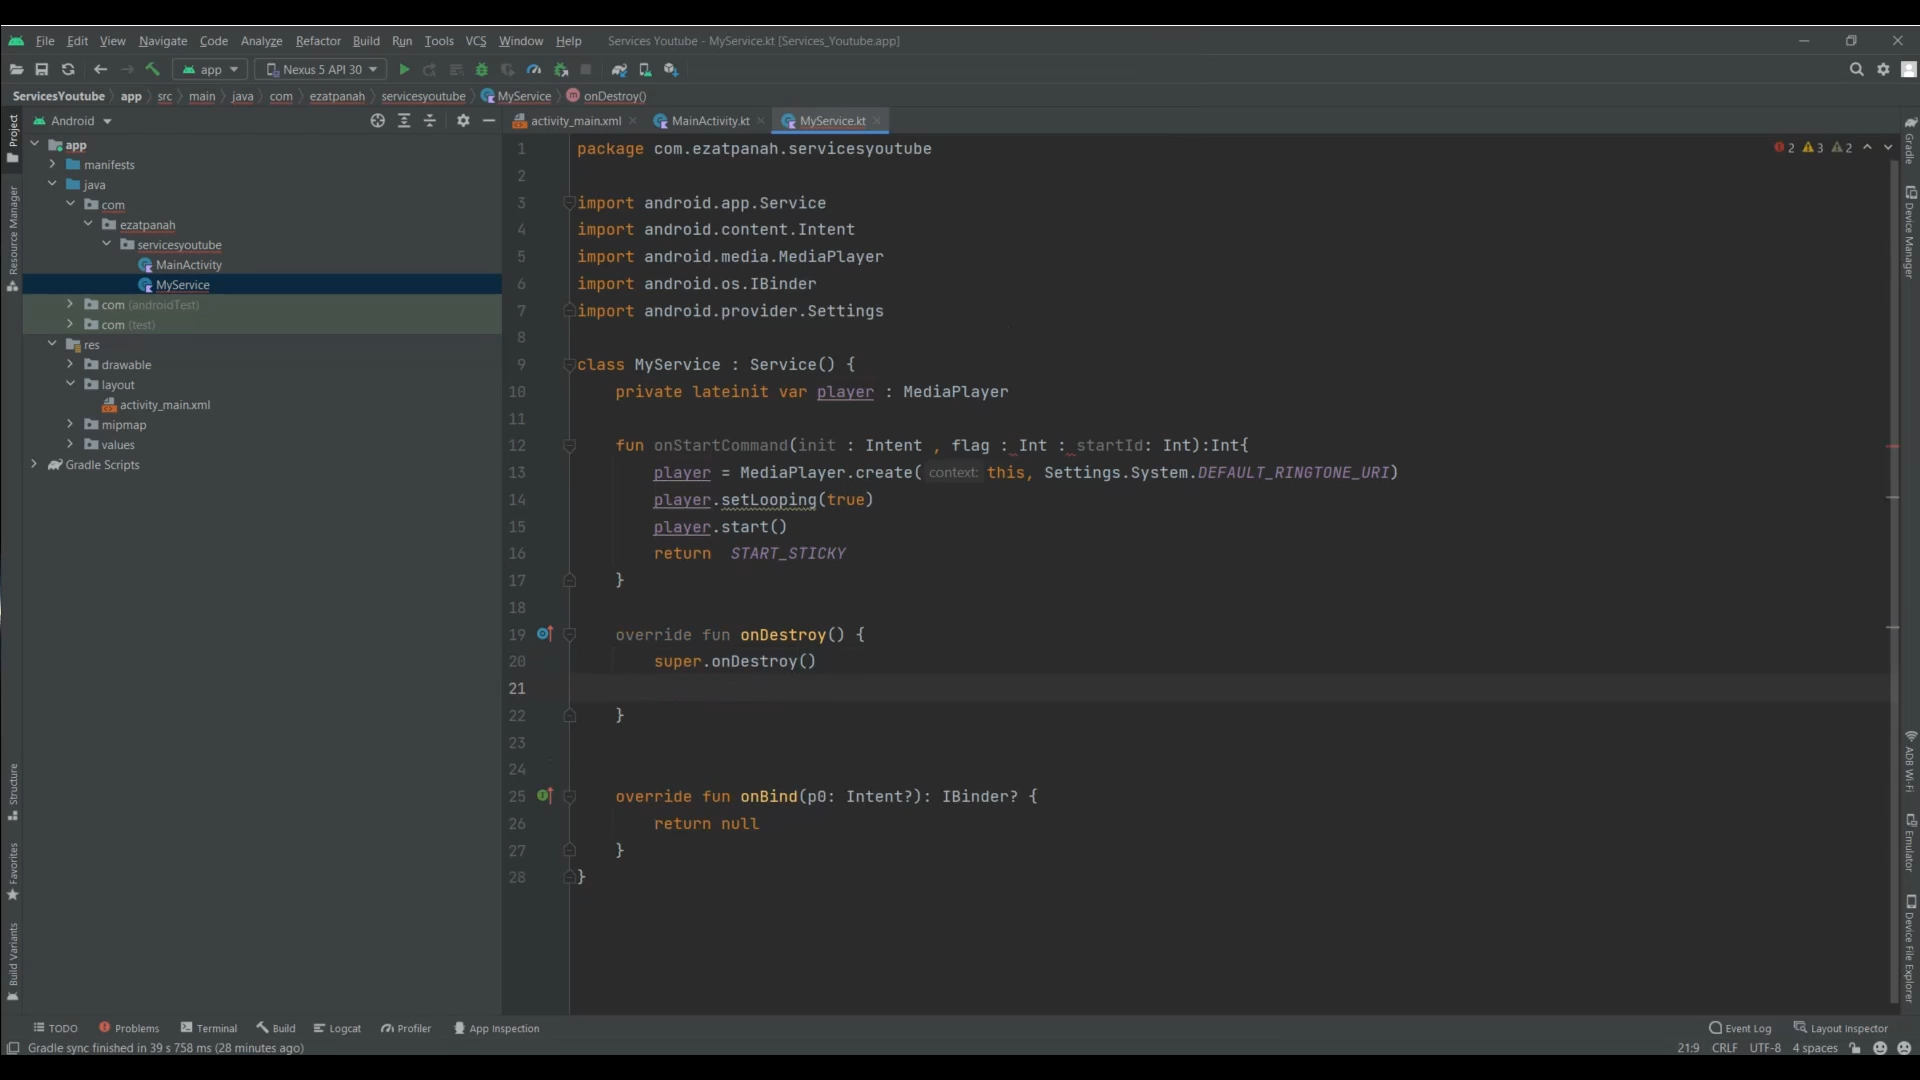 File Edit View Navigate Code Analyze Refactor Build Run Tools VCS Window Help Services Youtube - MyService.kt [Services_Youtube.app]
app Nexus 5 API 30
ServicesYoutube app src main java com ezatpanah servicesyoutube MyService onDestroy()
Android
activity_main.xml MainActivity.kt MyService.kt
app
manifests
java
com
ezatpanah
servicesyoutube
MainActivity
MyService
com (androidTest)
com (test)
res
drawable
layout
activity_main.xml
mipmap
values
Gradle Scripts
Project
Resource Manager
Structure
Favorites
Build Variants
1 package com.ezatpanah.servicesyoutube
2
3 import android.app.Service
4 import android.content.Intent
5 import android.media.MediaPlayer
6 import android.os.IBinder
7 import android.provider.Settings
8
9 class MyService : Service() {
10 private lateinit var player : MediaPlayer
11
12 fun onStartCommand(init : Intent , flag : Int : startId: Int):Int{
13 player = MediaPlayer.create( context: this, Settings.System.DEFAULT_RINGTONE_URI)
14 player.setLooping(true)
15 player.start()
16 return START_STICKY
17 }
18
19 override fun onDestroy() {
20 super.onDestroy()
21
22 }
23
24
25 override fun onBind(p0: Intent?): IBinder? {
26 return null
27 }
28 }
2 3 2
Gradle
Device Manager
ADB Wi-Fi
Emulator
Device File Explorer
TODO Problems Terminal Build Logcat Profiler App Inspection Event Log Layout Inspector
Gradle sync finished in 39 s 758 ms (28 minutes ago) 21:9 CRLF UTF-8 4 spaces